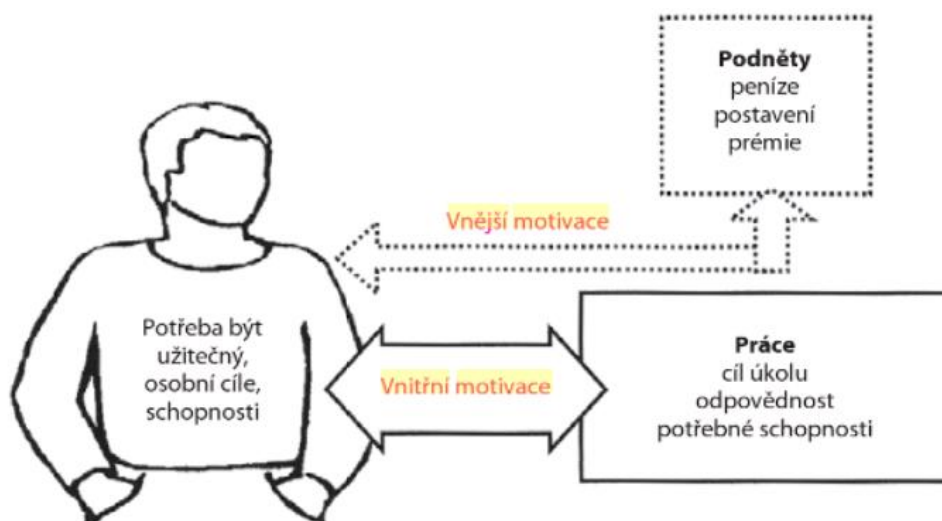 Podněty
peníze
postavení
prémie
Vnější motivace
Potřeba být
užitečný,
osobní cíle,
schopnosti
Vnitřní motivace
Práce
cíl úkolu
odpovědnost
potřebné schopnosti